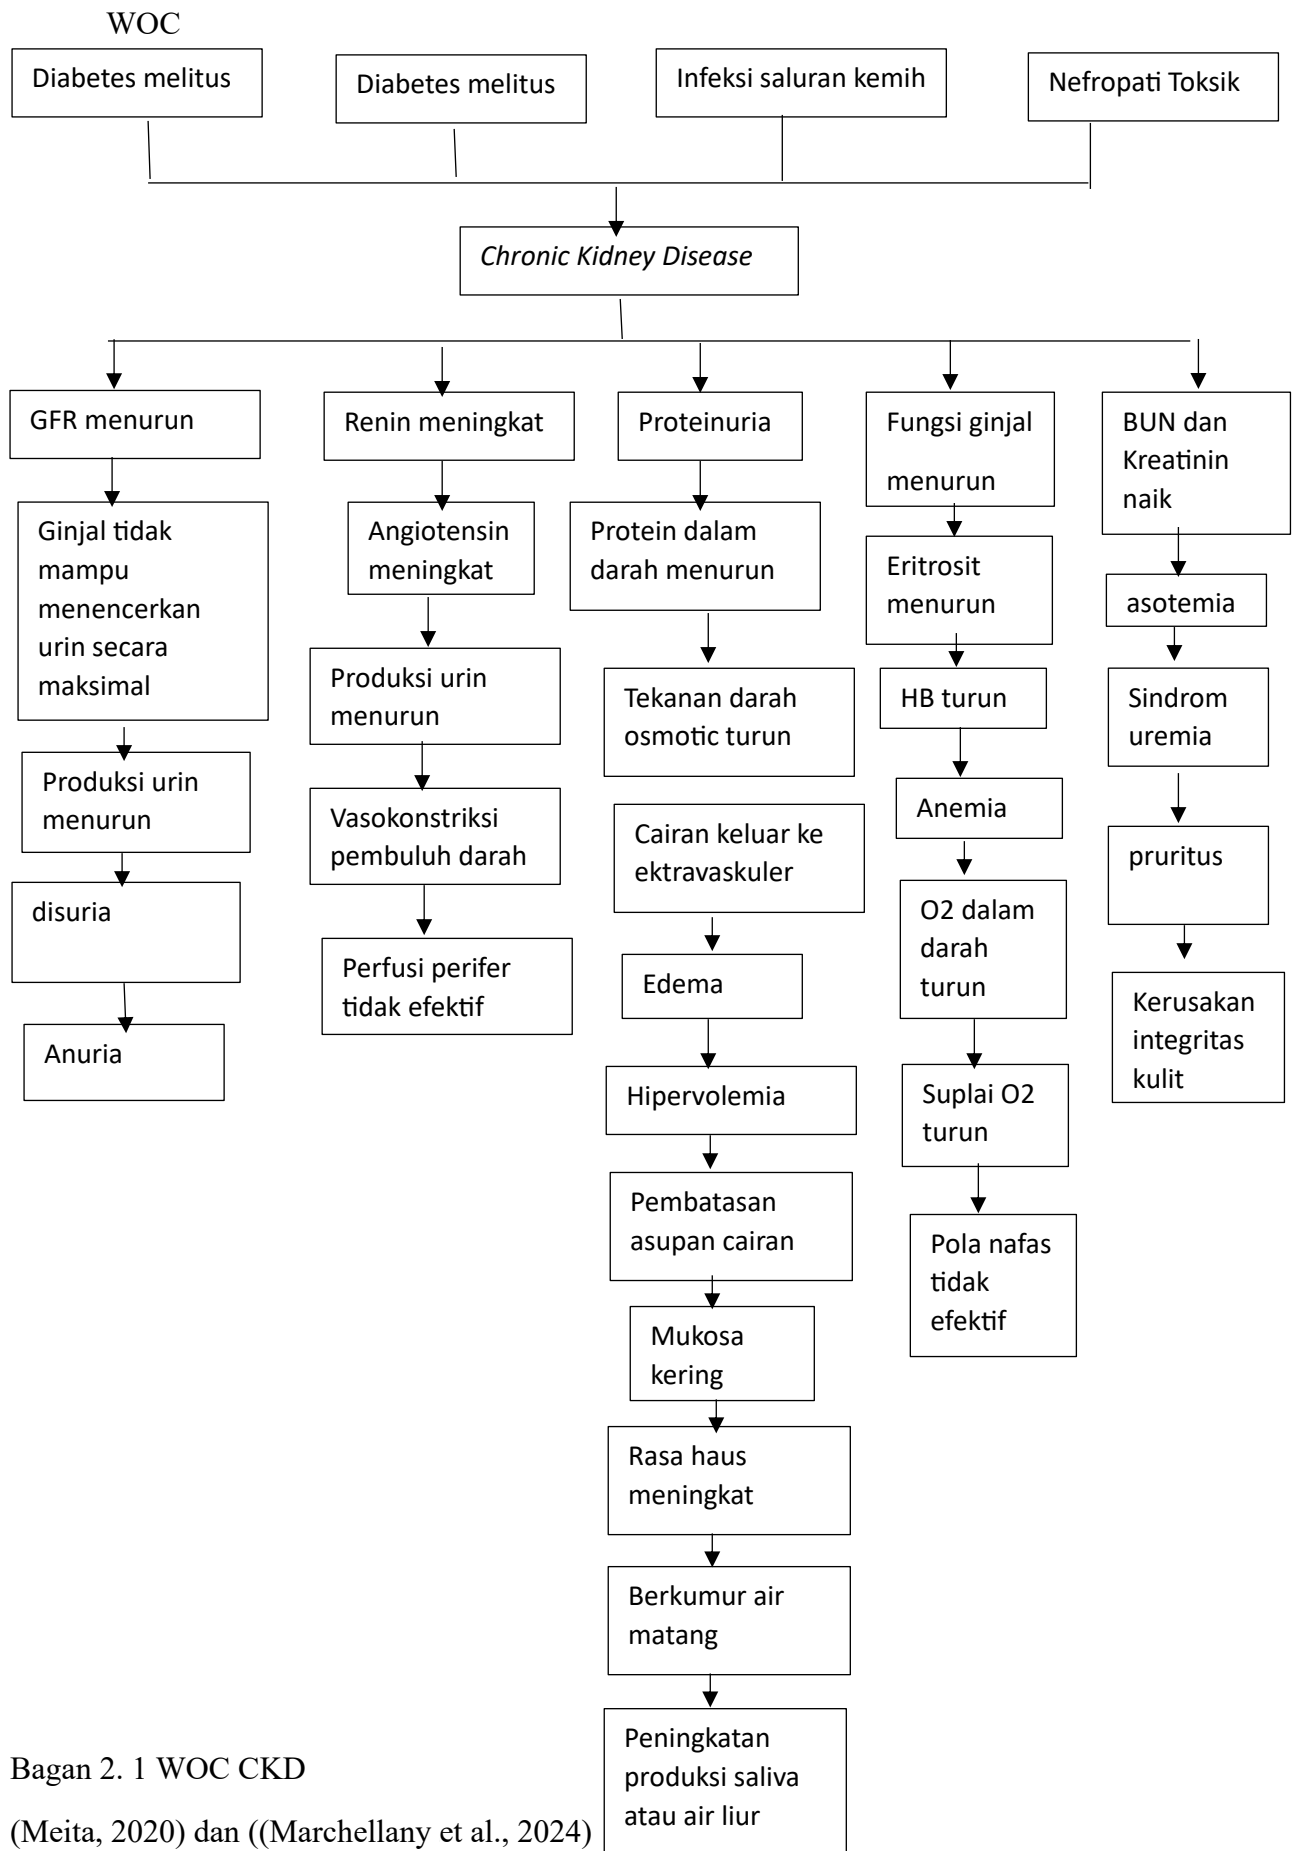 WOC
Diabetes melitus
Diabetes melitus
Infeksi saluran kemih
Nefropati Toksik
Chronic Kidney Disease
GFR menurun
Ginjal tidak
mampu
menencerkan
urin secara
maksimal
Produksi urin
menurun
disuria
Anuria
Renin meningkat
Angiotensin
meningkat
Produksi urin
menurun
Vasokonstriksi
pembuluh darah
Perfusi perifer
tidak efektif
Proteinuria
Protein dalam
darah menurun
Tekanan darah
osmotic turun
Cairan keluar ke
ektravaskuler
Edema
Hipervolemia
Pembatasan
asupan cairan
Mukosa
kering
Rasa haus
meningkat
Berkumur air
matang
Peningkatan
produksi saliva
atau air liur
Fungsi ginjal
menurun
Eritrosit
menurun
HB turun
Anemia
O2 dalam
darah
turun
Suplai O2
turun
Pola nafas
tidak
efektif
BUN dan
Kreatinin
naik
asotemia
Sindrom
uremia
pruritus
Kerusakan
integritas
kulit
Bagan 2. 1 WOC CKD
(Meita, 2020) dan ((Marchellany et al., 2024)